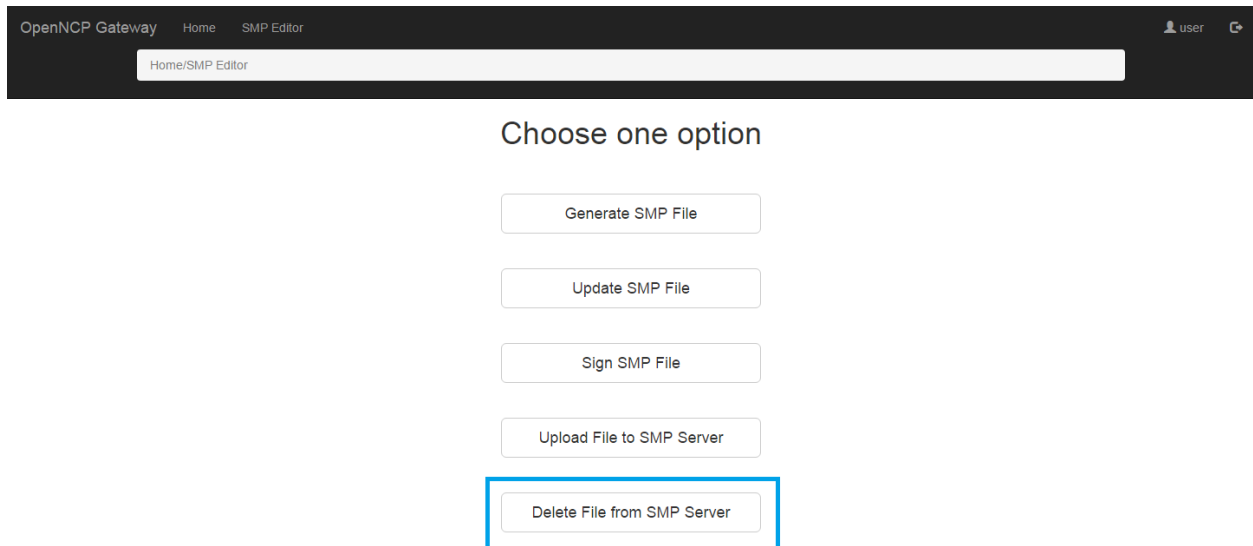 OpenNCP Gateway Home SMP Editor user
Home/SMP Editor
Choose one option
Generate SMP File
Update SMP File
Sign SMP File
Upload File to SMP Server
Delete File from SMP Server